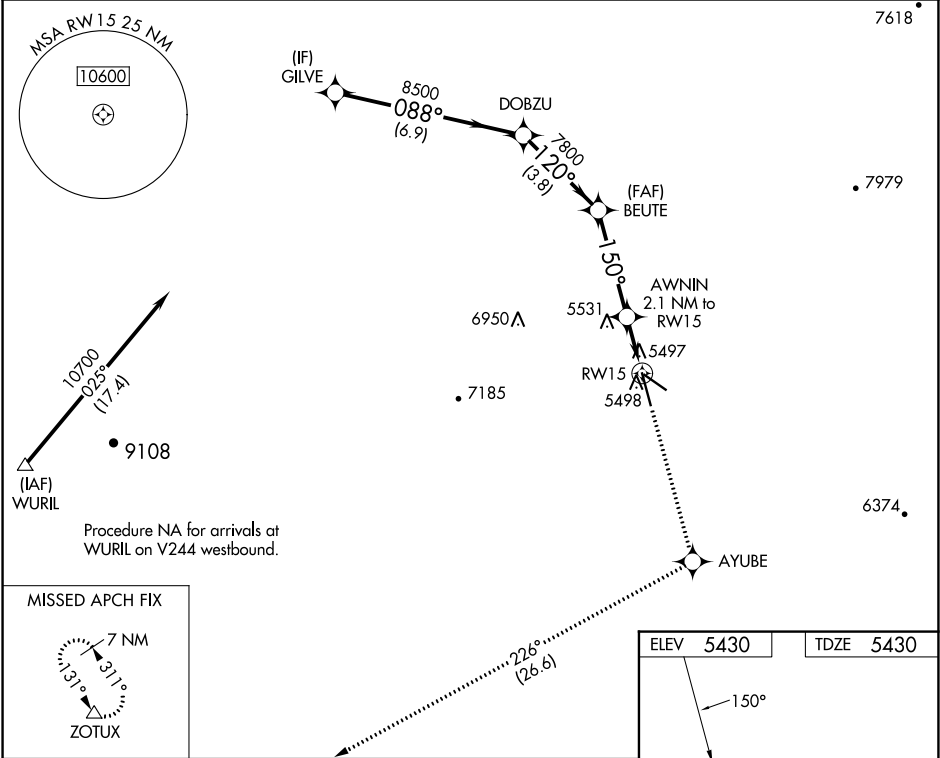 MSA RW15 25 NM
10600
(IF)
GILVE
8500
088°
(6.9)
DOBZU
7800
120°
(3.8)
(FAF)
BEUTE
150°
7618
7979
AWNIN
2.1 NM to
RW15
5531
6950
5497
RW15
5498
7185
10700
025°
(17.4)
9108
(IAF)
WURIL
Procedure NA for arrivals at
WURIL on V244 westbound.
6374
AYUBE
226°
(26.6)
MISSED APCH FIX
7 NM
131°
311°
ZOTUX
ELEV 5430
TDZE 5430
150°